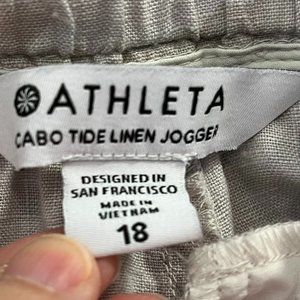 ATHLETA
CABO TIDE LINEN JOGGER
DESIGNED IN
SAN FRANCISCO
MADE IN
VIETNAM
18